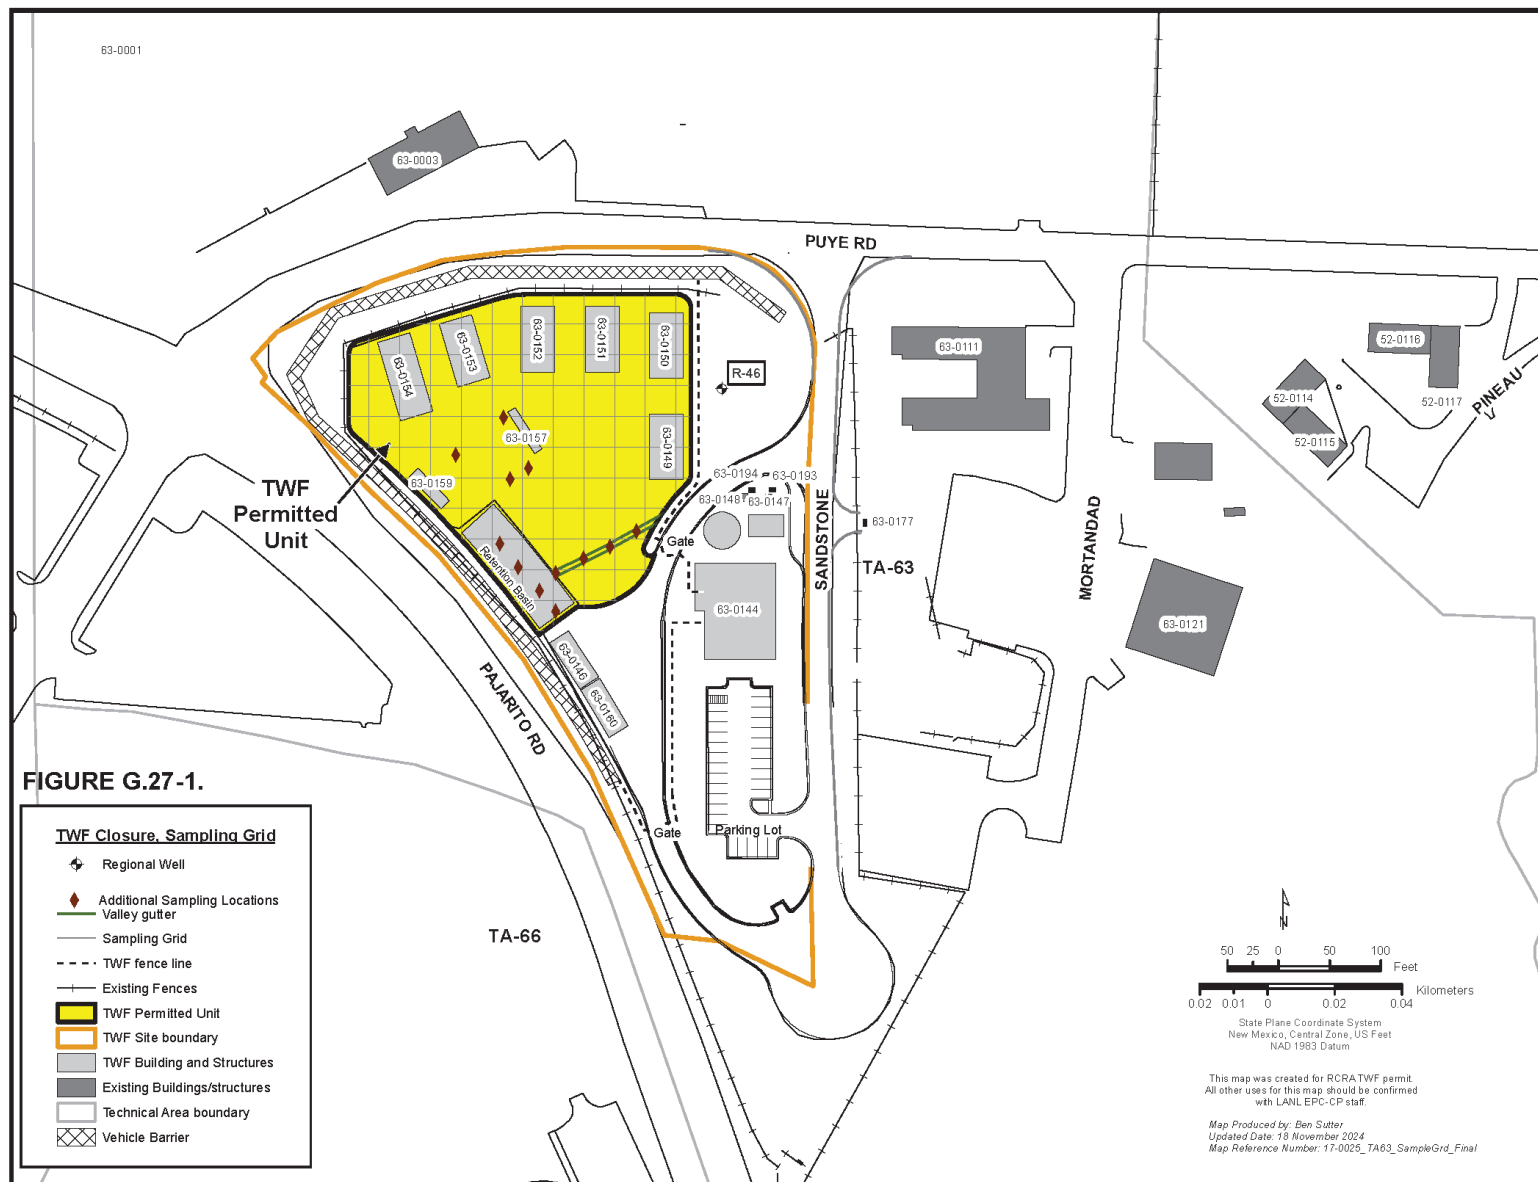 63-0001
63-0003
PUYE RD
63-0111
52-0116
52-0117
52-0114
52-0115
PINEAU
63-0154
63-0153
63-0152
63-0151
63-0150
R-46
63-0157
63-0149
63-0159
63-0194
63-0193
63-0148
63-0147
63-0177
TWF
Permitted
Unit
Retention Basin
Gate
SANDSTONE
TA-63
MORTANDAD
63-0144
63-0121
63-0146
63-0160
PAJARITO RD
Gate
Parking Lot
TA-66
FIGURE G.27-1.
TWF Closure, Sampling Grid
Regional Well
Additional Sampling Locations
Valley gutter
Sampling Grid
TWF fence line
Existing Fences
TWF Permitted Unit
TWF Site boundary
TWF Building and Structures
Existing Buildings/structures
Technical Area boundary
Vehicle Barrier
N
50 25 0 50 100
Feet
Kilometers
0.02 0.01 0 0.02 0.04
State Plane Coordinate System
New Mexico, Central Zone, US Feet
NAD 1983 Datum
This map was created for RCRA TWF permit.
All other uses for this map should be confirmed
with LANL EPC-CP staff.
Map Produced by: Ben Sutter
Updated Date: 18 November 2024
Map Reference Number: 17-0025_TA63_SampleGrd_Final